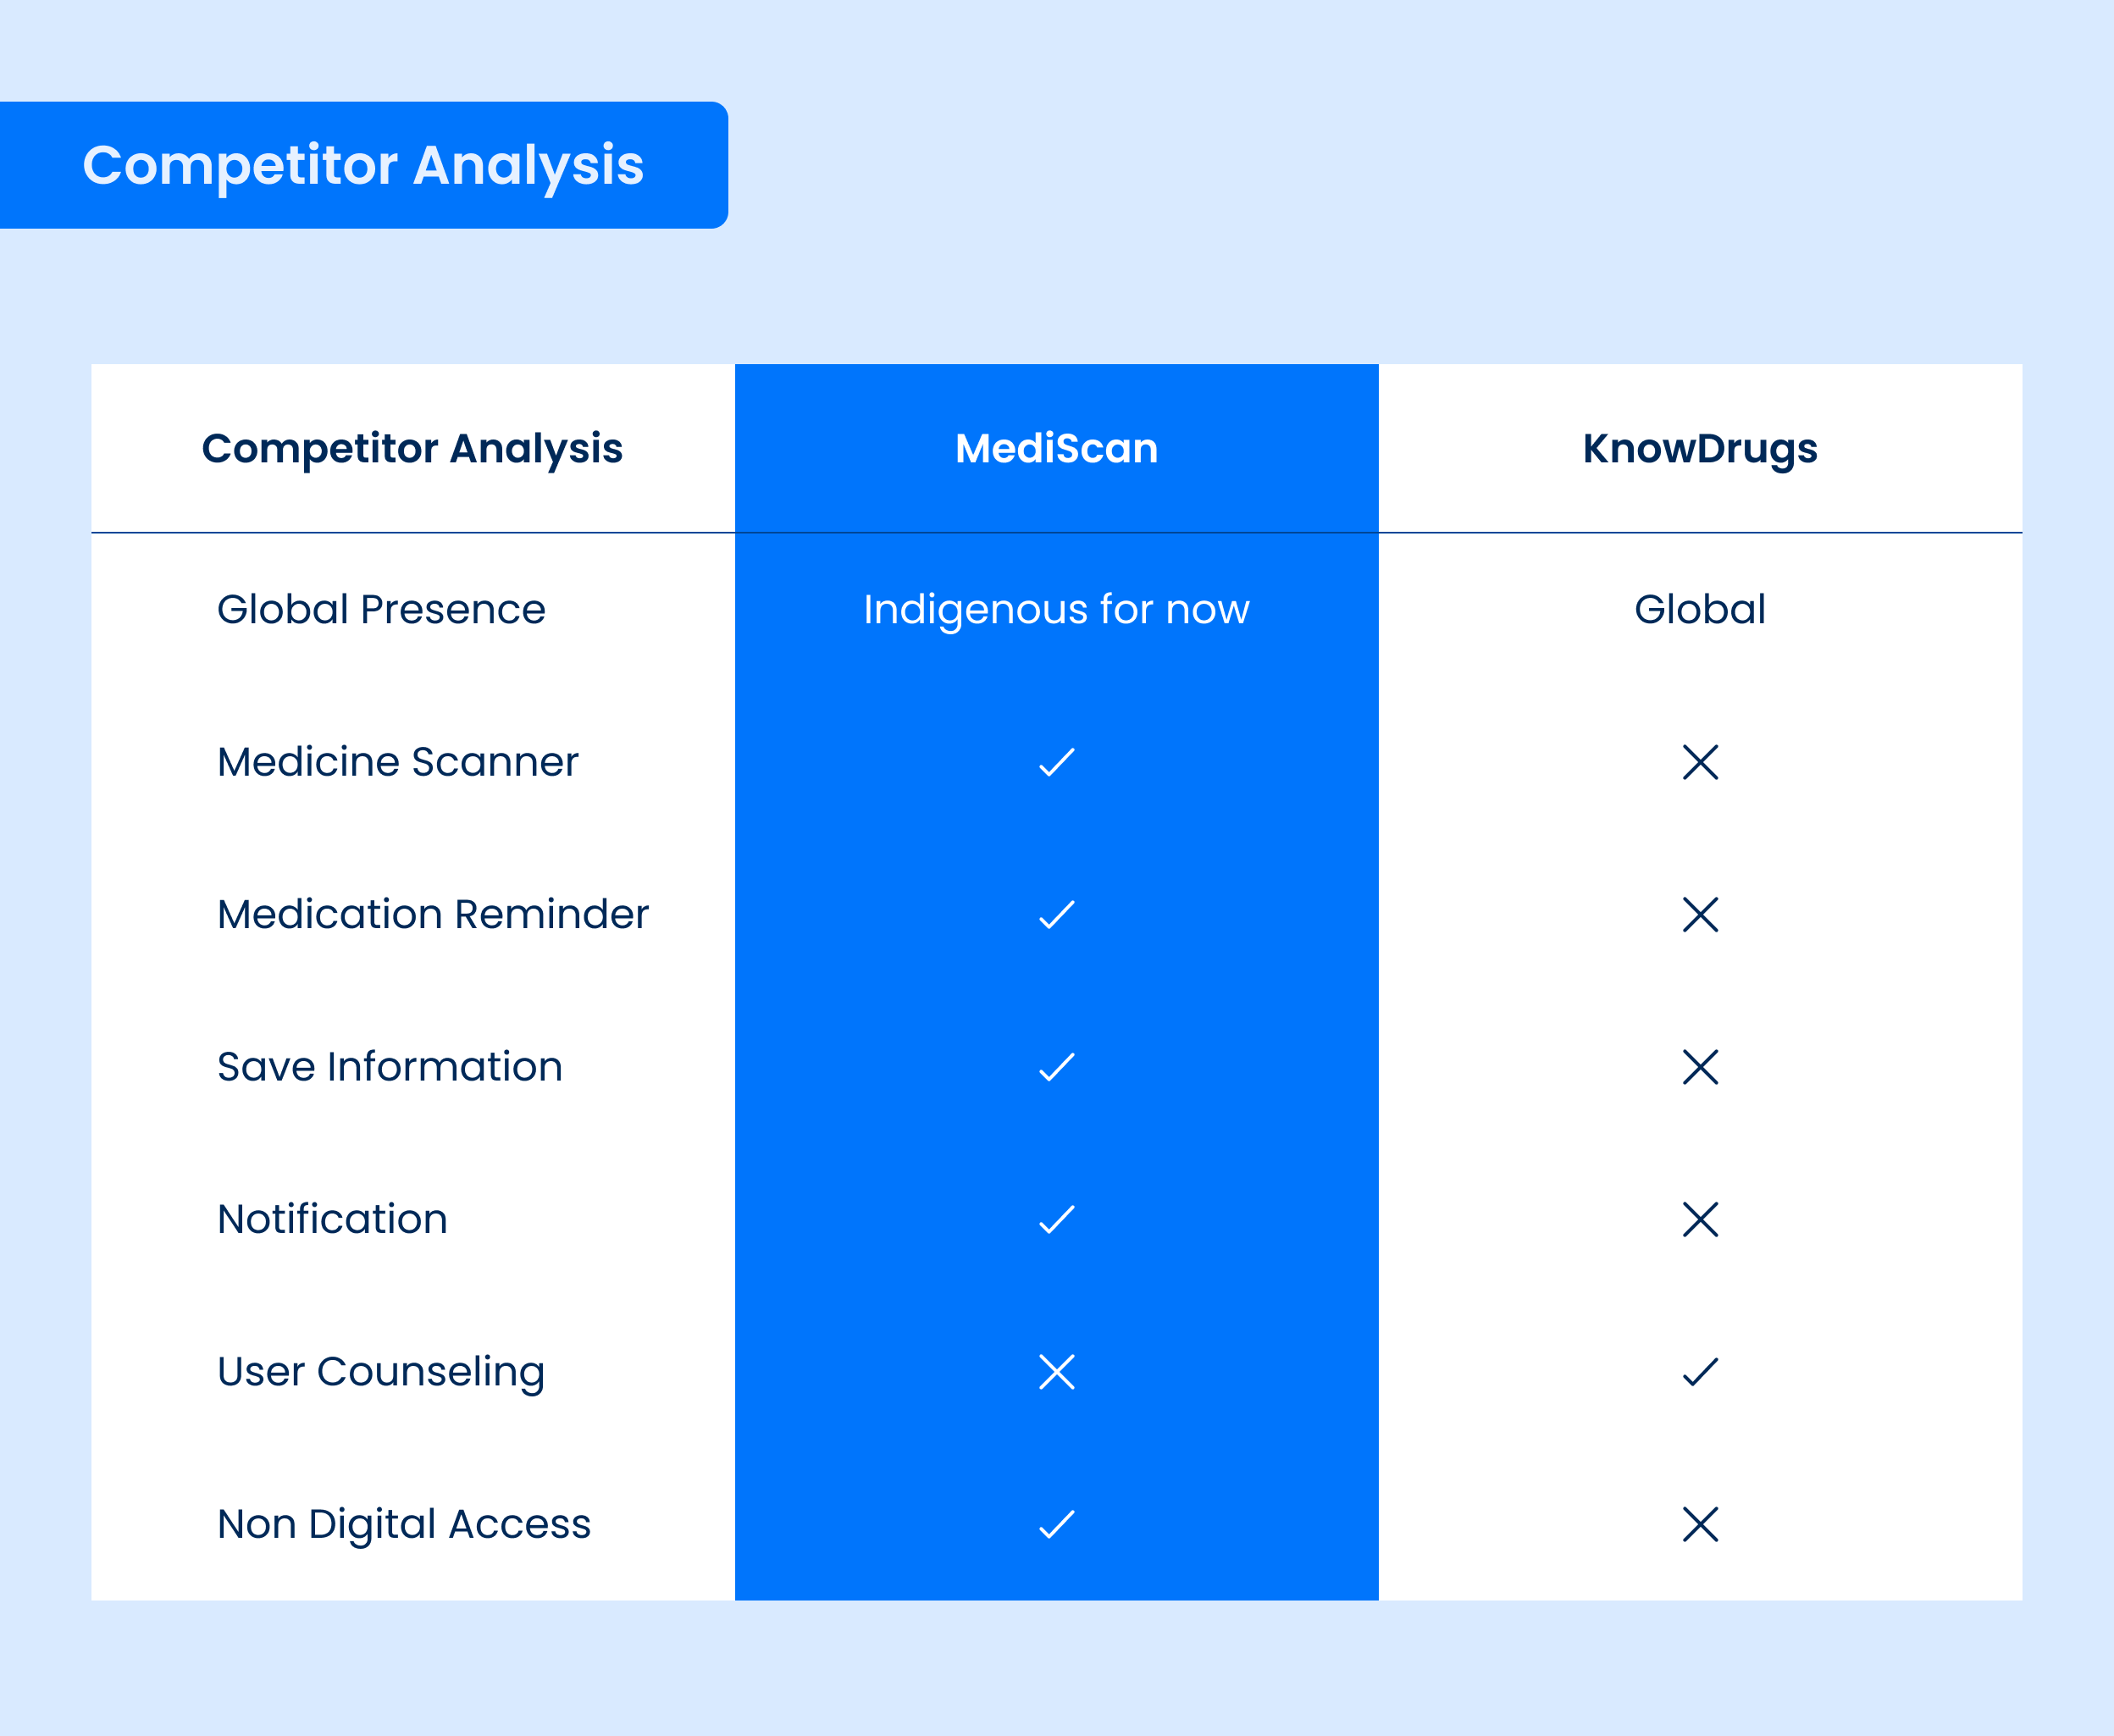 Competitor Analysis
Competitor Analysis MediScan KnowDrugs
Global Presence Indigenous for now Global
Medicine Scanner
Medication Reminder
Save Information
Notification
User Counseling
Non Digital Access